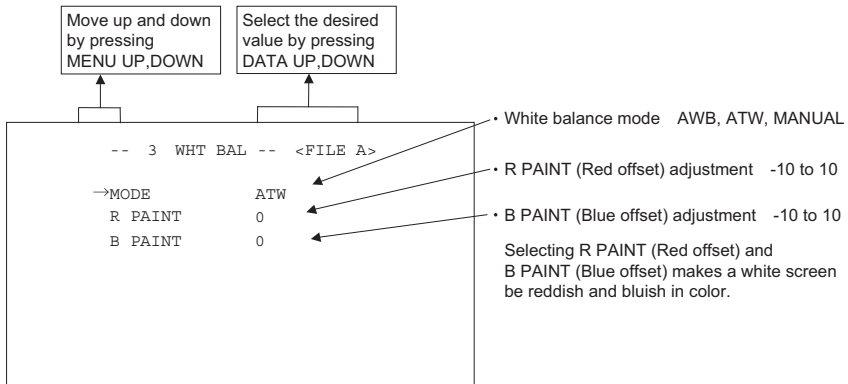 Move up and down
by pressing
MENU UP,DOWN
Select the desired
value by pressing
DATA UP,DOWN
-- 3 WHT BAL -- <FILE A>
→MODE ATW
R PAINT 0
B PAINT 0
• White balance mode AWB, ATW, MANUAL
• R PAINT (Red offset) adjustment -10 to 10
• B PAINT (Blue offset) adjustment -10 to 10
Selecting R PAINT (Red offset) and
B PAINT (Blue offset) makes a white screen
be reddish and bluish in color.